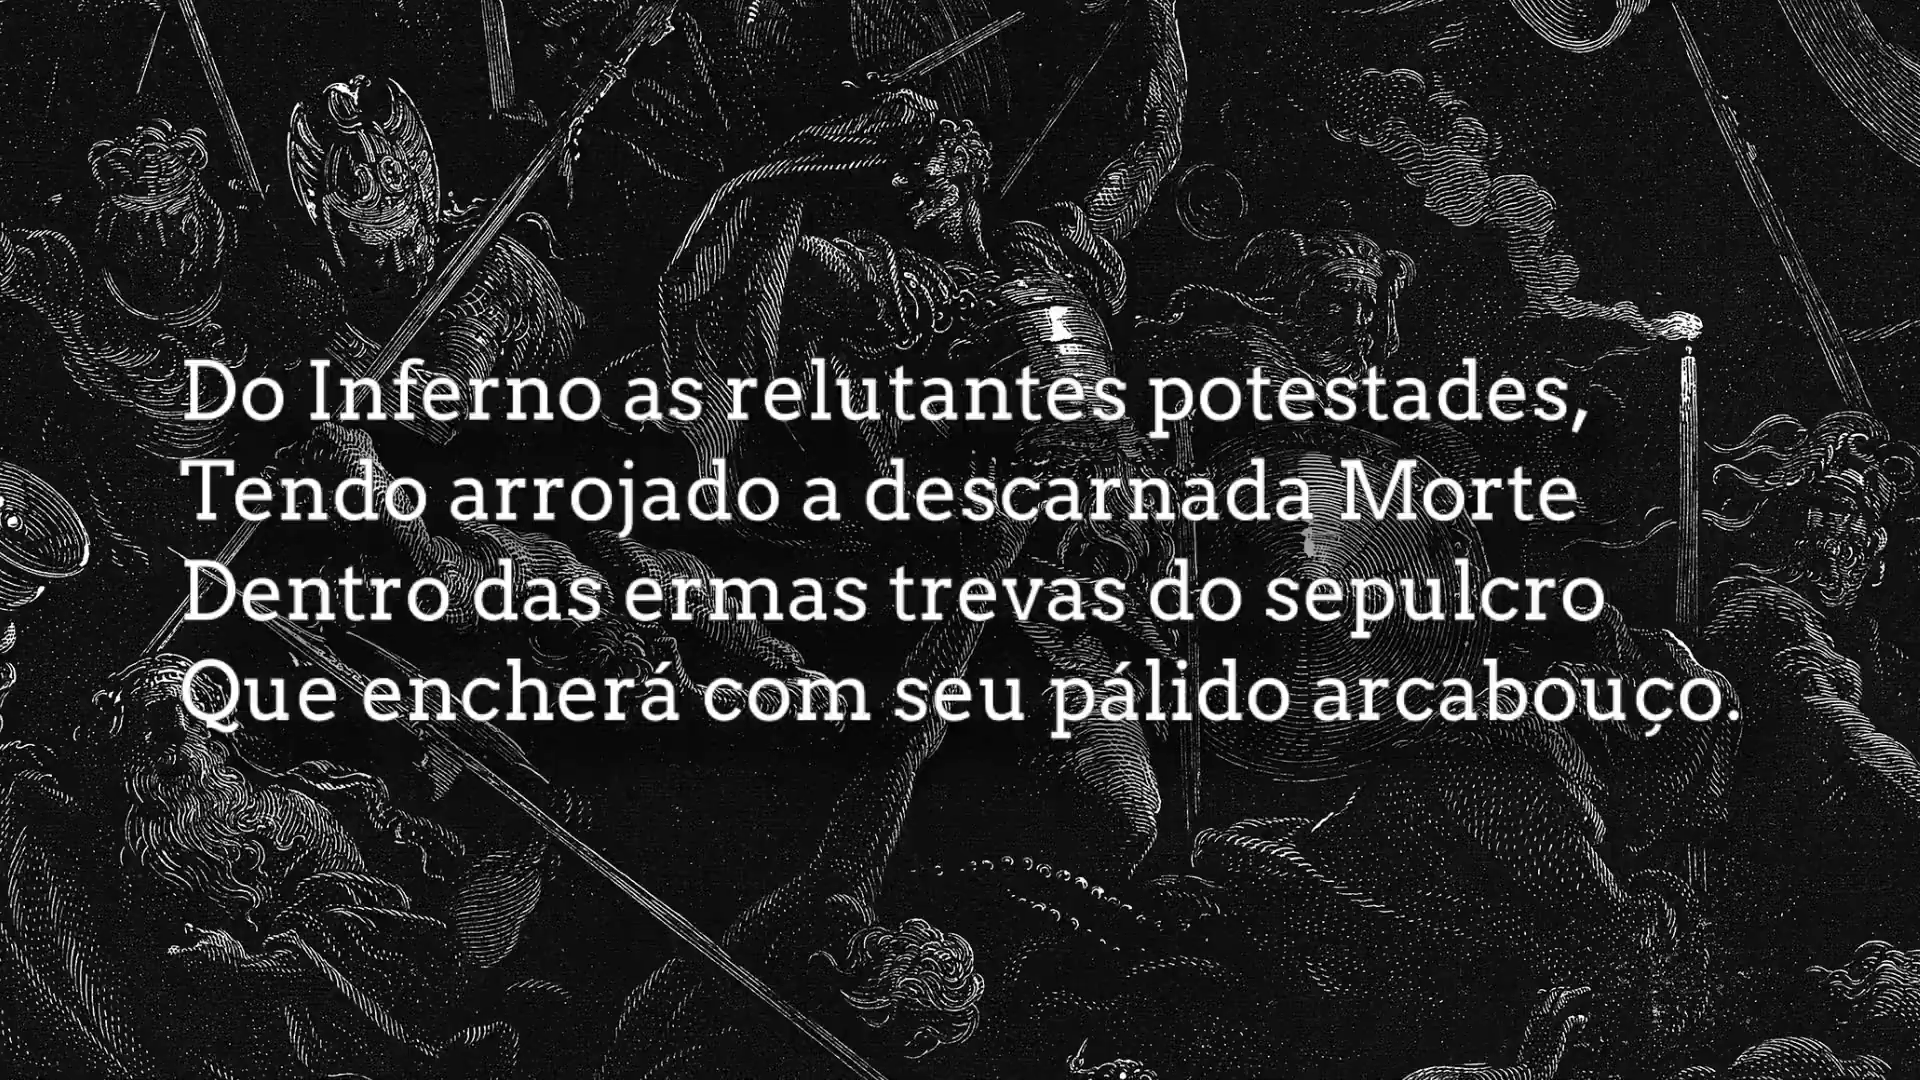 Do Inferno as relutantes potestades,
Tendo arrojado a descarnada Morte
Dentro das ermas trevas do sepulcro
Que encherá com seu pálido arcabouço.